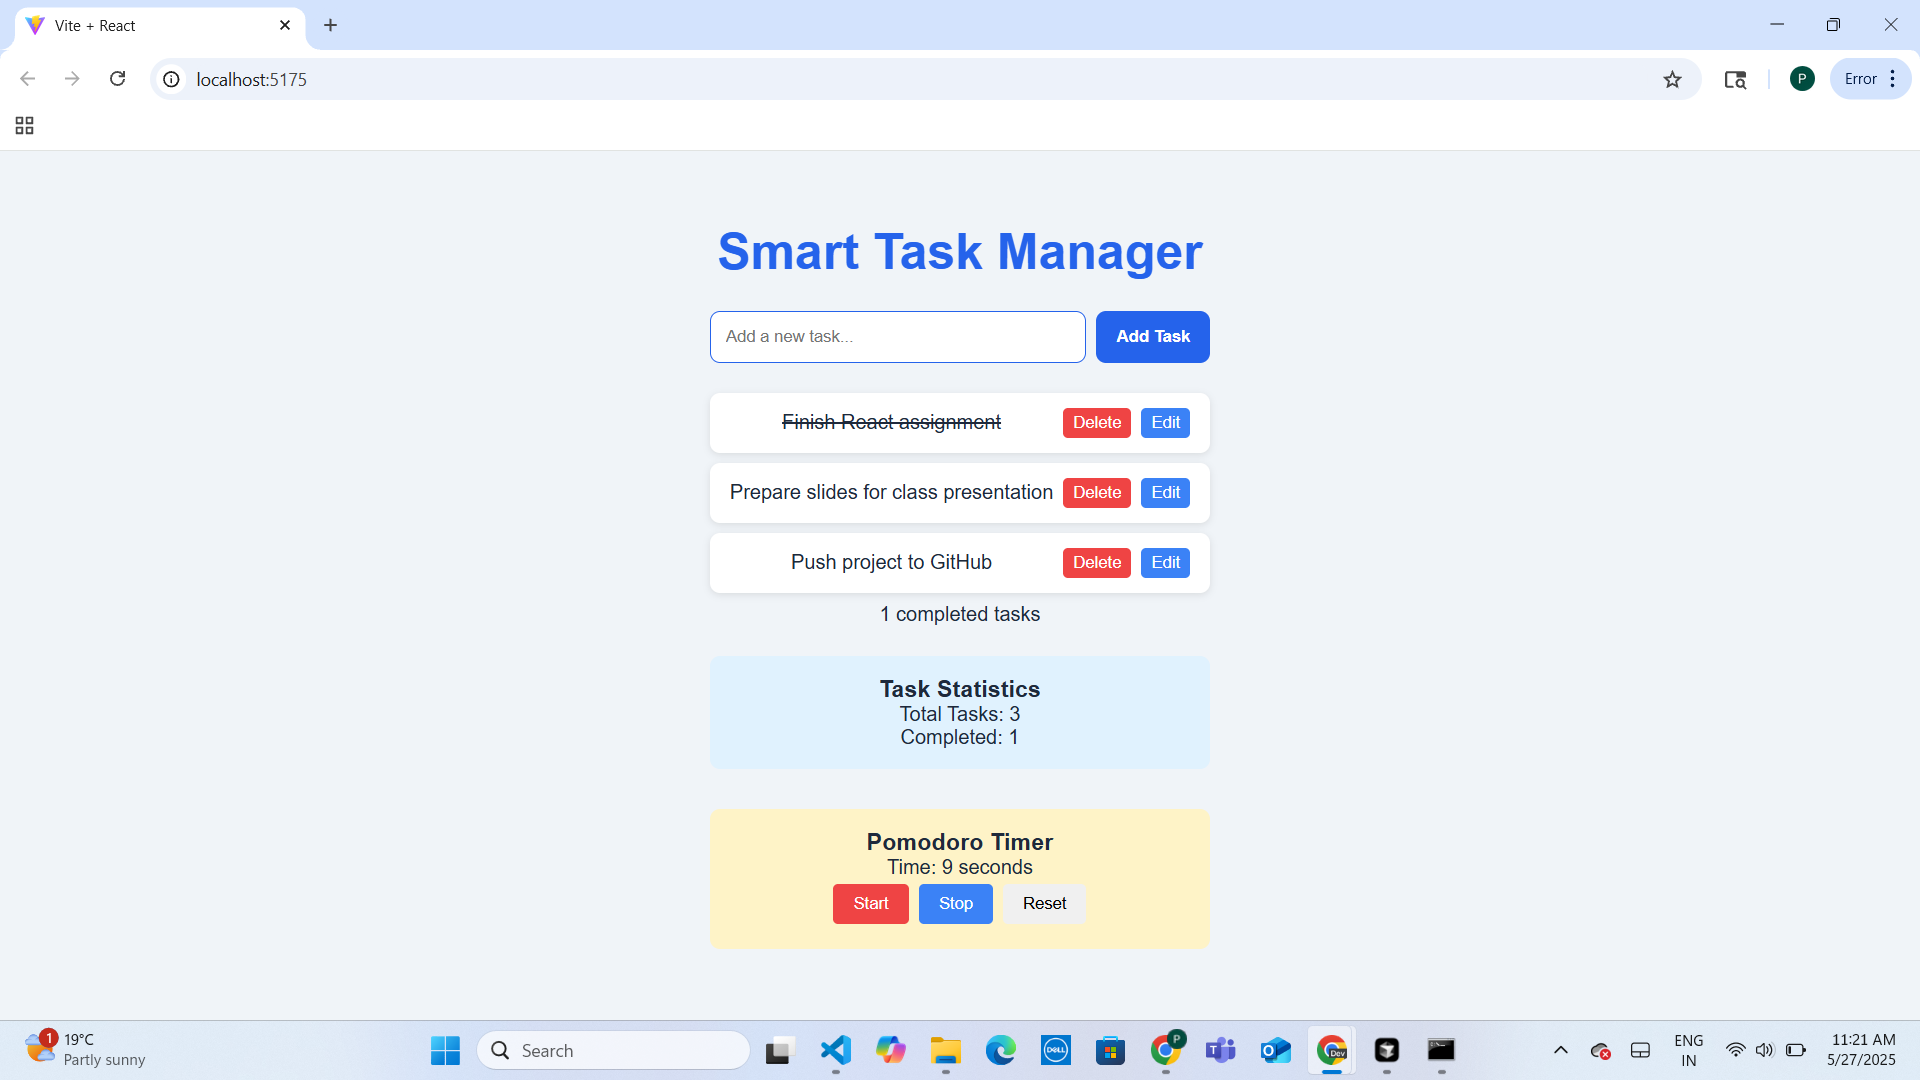 Vite + React
localhost:5175
P
Error
Smart Task Manager
Add a new task...
Add Task
Finish React assignment
Delete
Edit
Prepare slides for class presentation
Delete
Edit
Push project to GitHub
Delete
Edit
1 completed tasks
Task Statistics
Total Tasks: 3
Completed: 1
Pomodoro Timer
Time: 9 seconds
Start
Stop
Reset
1
19°C
Partly sunny
Search
DELL
P
T
O
Dev
ENG
IN
11:21 AM
5/27/2025